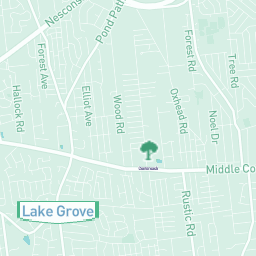 Nescons
Pond Path
Forest Rd
Tree Rd
Forest Ave
Hallock Rd
Elliot Ave
Wood Rd
Oxhead Rd
Noel Dr
Middle Co
Rustic Rd
Lake Grove